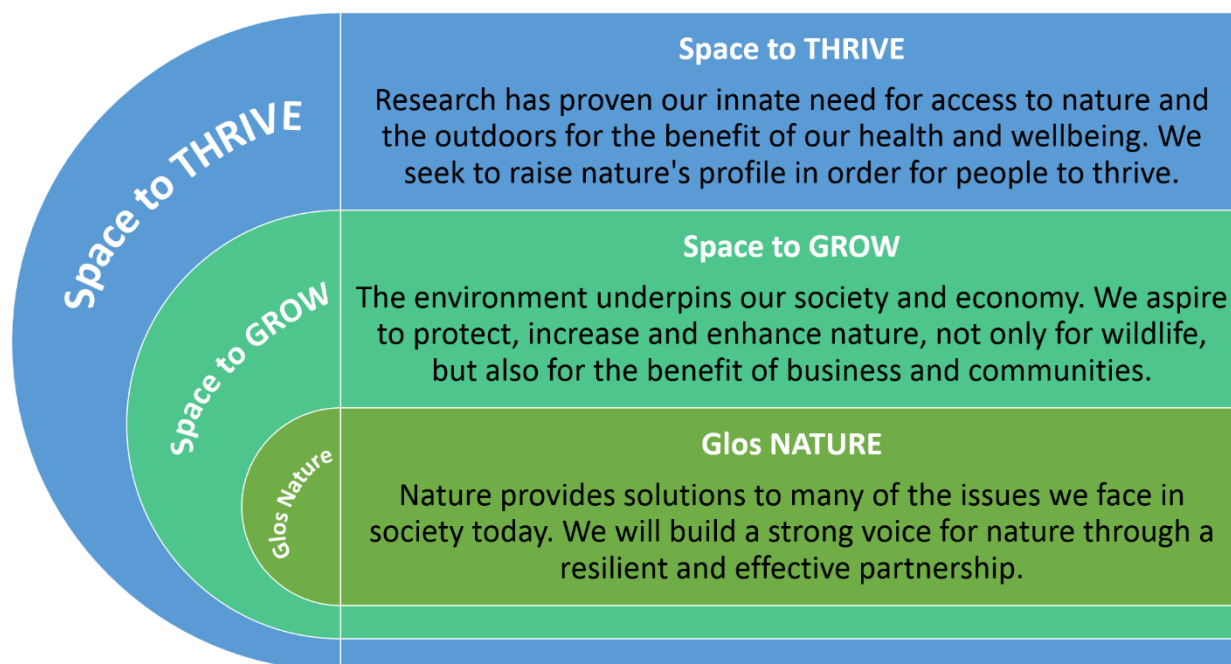 Space to THRIVE
Space to THRIVE
Research has proven our innate need for access to nature and
the outdoors for the benefit of our health and wellbeing. We
seek to raise nature's profile in order for people to thrive.
Space to GROW
Space to GROW
The environment underpins our society and economy. We aspire
to protect, increase and enhance nature, not only for wildlife,
but also for the benefit of business and communities.
Glos Nature
Glos NATURE
Nature provides solutions to many of the issues we face in
society today. We will build a strong voice for nature through a
resilient and effective partnership.